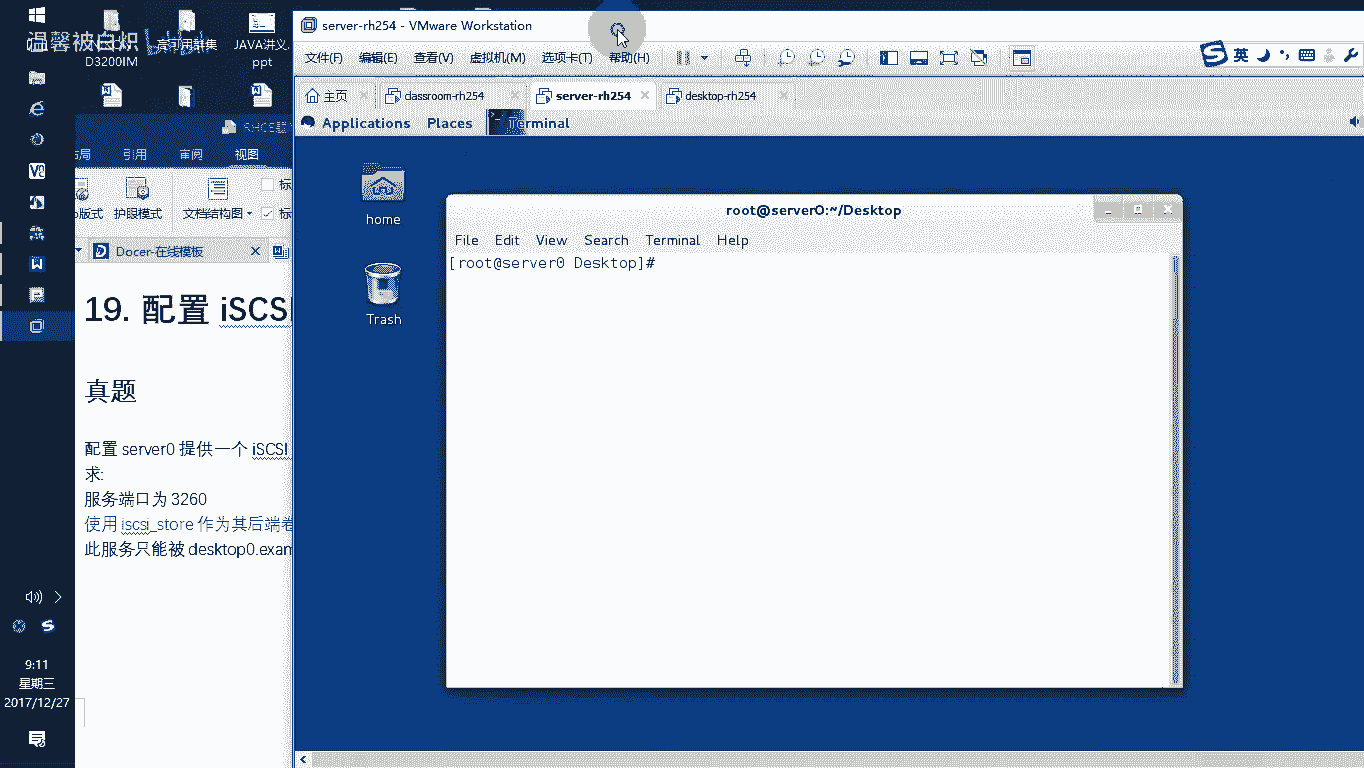 server-rh254 - VMware Workstation
文件(F) 编辑(E) 查看(V) 虚拟机(M) 选项卡(T) 帮助(H)
英
主页 classroom-rh254 server-rh254 desktop-rh254
Applications Places Terminal
home
Trash
root@server0:~/Desktop
File Edit View Search Terminal Help
[root@server0 Desktop]#
温馨被白炽
D3200IM
高可用群集
JAVA讲义.
ppt
RHCE题
引用 审阅 视图
护眼模式 文档结构图
Docer-在线模板
19. 配置 iSCSI
真题
配置 server0 提供一个 iSCSI
求:
服务端口为 3260
使用 iscsi_store 作为其后端卷
此服务只能被 desktop0.exam
9:11
星期三
2017/12/27